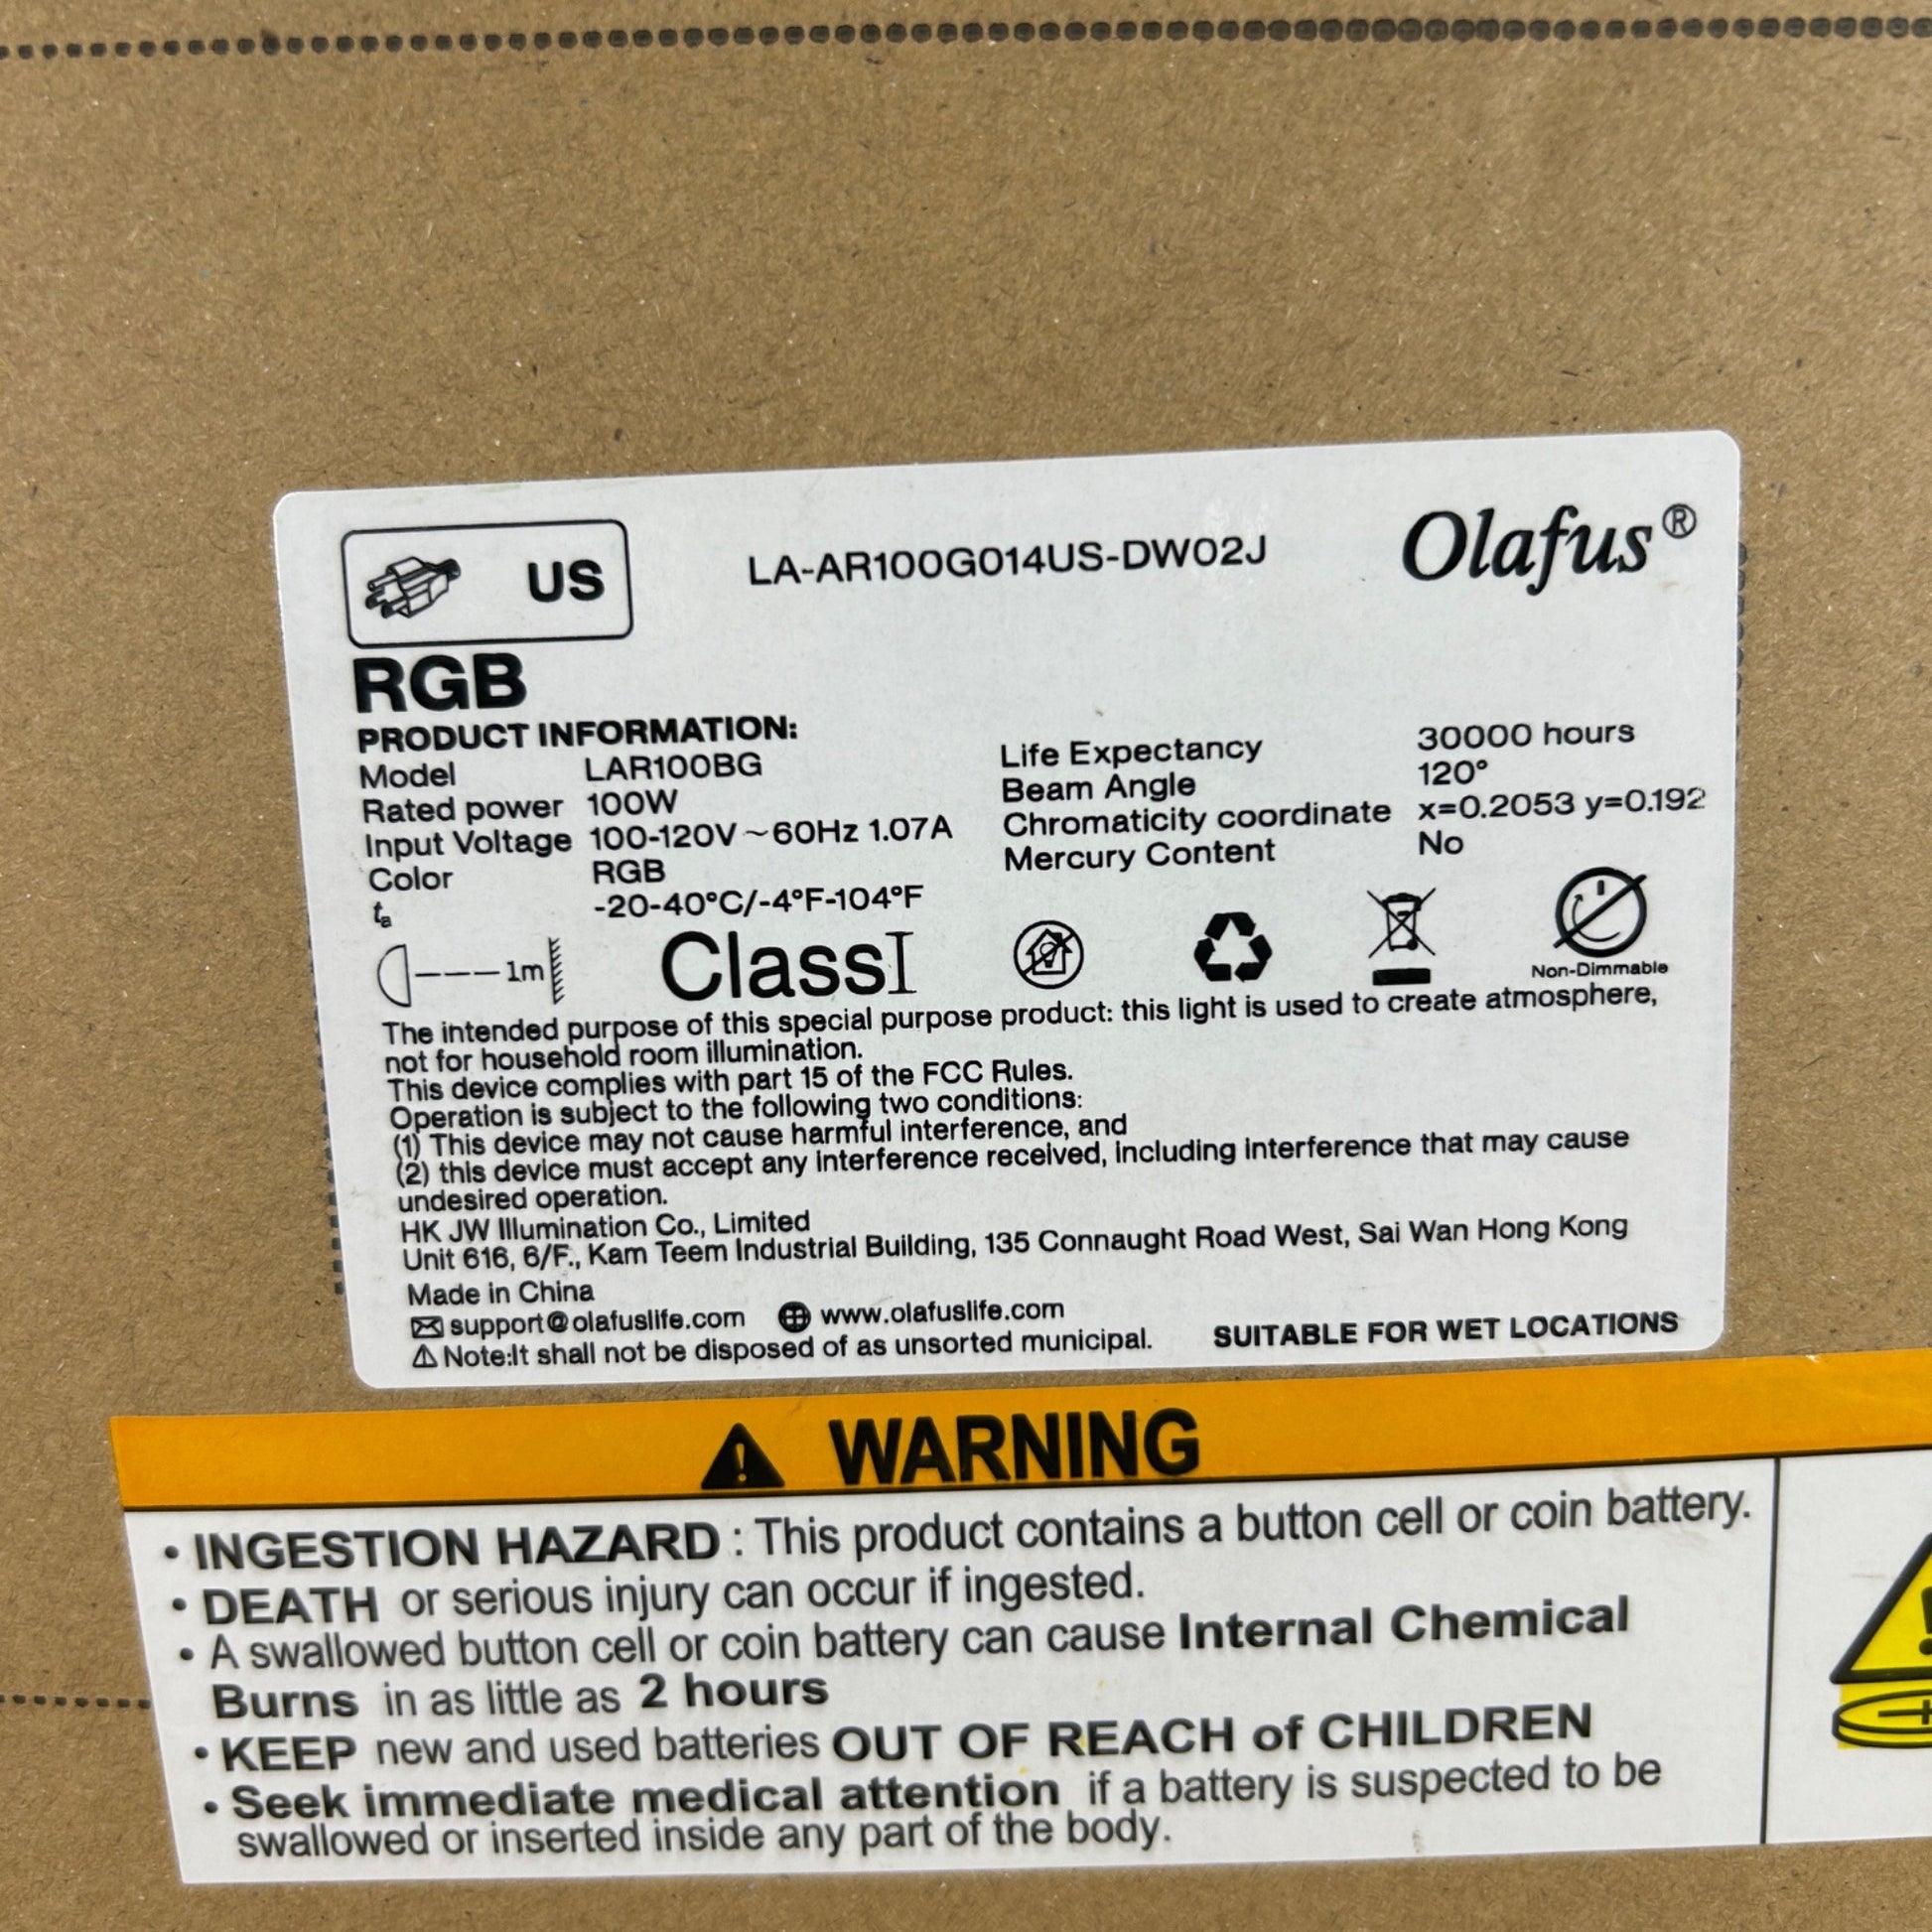 US
LA-AR100G014US-DW02J
Olafus®
RGB
PRODUCT INFORMATION:
Model LAR100BG
Rated power 100W
Input Voltage 100-120V~60Hz 1.07A
Color RGB
ta -20-40°C/-4°F-104°F
Life Expectancy 30000 hours
Beam Angle 120°
Chromaticity coordinate x=0.2053 y=0.192
Mercury Content No
1m
Class I
Non-Dimmable
The intended purpose of this special purpose product: this light is used to create atmosphere,
not for household room illumination.
This device complies with part 15 of the FCC Rules.
Operation is subject to the following two conditions:
(1) This device may not cause harmful interference, and
(2) this device must accept any interference received, including interference that may cause
undesired operation.
HK JW Illumination Co., Limited
Unit 616, 6/F., Kam Teem Industrial Building, 135 Connaught Road West, Sai Wan Hong Kong
Made in China
support@olafuslife.com www.olafuslife.com
Note:It shall not be disposed of as unsorted municipal.
SUITABLE FOR WET LOCATIONS
WARNING
• INGESTION HAZARD : This product contains a button cell or coin battery.
• DEATH or serious injury can occur if ingested.
• A swallowed button cell or coin battery can cause Internal Chemical
Burns in as little as 2 hours
• KEEP new and used batteries OUT OF REACH of CHILDREN
• Seek immediate medical attention if a battery is suspected to be
swallowed or inserted inside any part of the body.